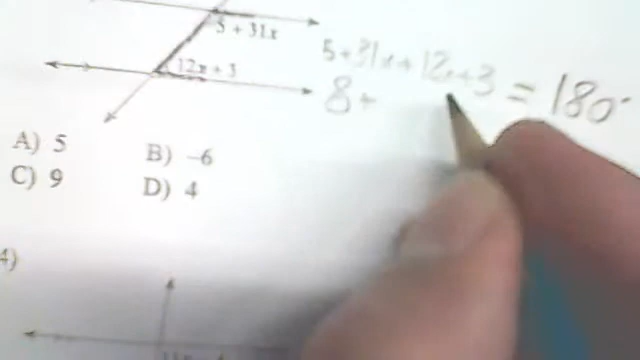 5 + 31x
12x + 3
5+31x+12x+3 = 180
8+
A) 5
B) -6
C) 9
D) 4
4)